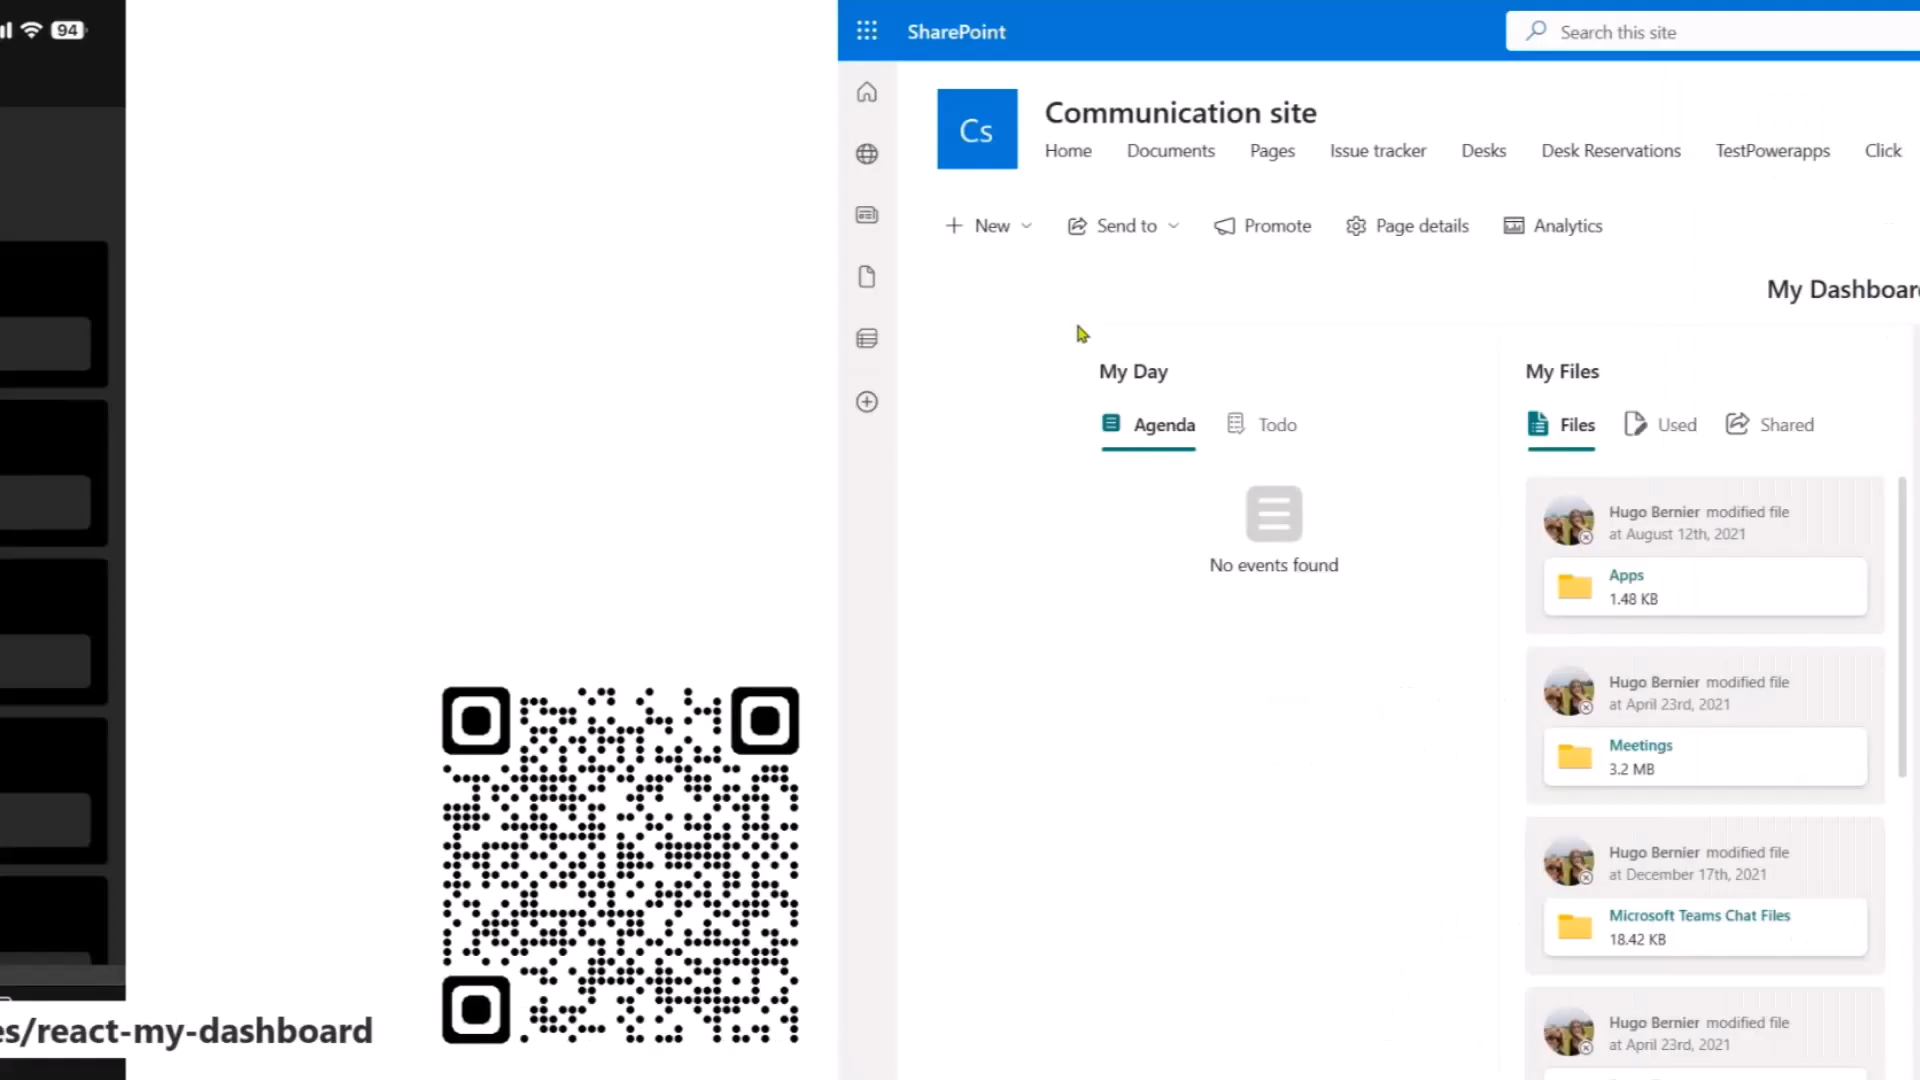 94
SharePoint
Search this site
Cs
Communication site
Home Documents Pages Issue tracker Desks Desk Reservations TestPowerapps Click
New Send to Promote Page details Analytics
My Dashboar
My Day
Agenda Todo
No events found
My Files
Files Used Shared
Hugo Bernier modified file
at August 12th, 2021
Apps
1.48 KB
Hugo Bernier modified file
at April 23rd, 2021
Meetings
3.2 MB
Hugo Bernier modified file
at December 17th, 2021
Microsoft Teams Chat Files
18.42 KB
Hugo Bernier modified file
at April 23rd, 2021
es/react-my-dashboard